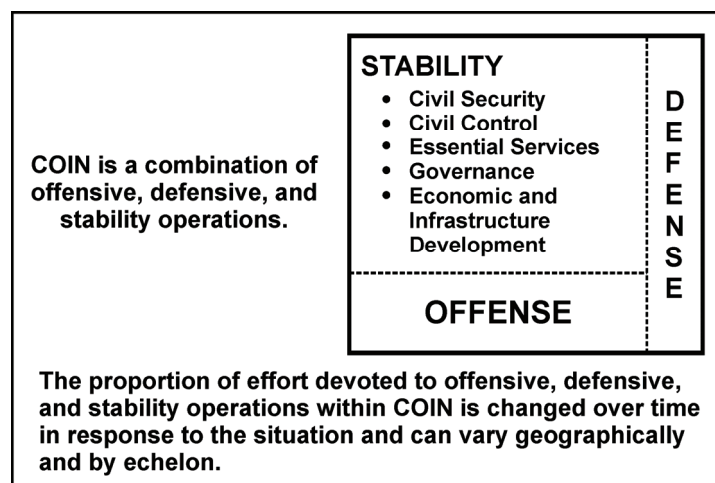 COIN is a combination of
offensive, defensive, and
stability operations.
STABILITY
• Civil Security
• Civil Control
• Essential Services
• Governance
• Economic and
Infrastructure
Development
DEFENSE
OFFENSE
The proportion of effort devoted to offensive, defensive,
and stability operations within COIN is changed over time
in response to the situation and can vary geographically
and by echelon.